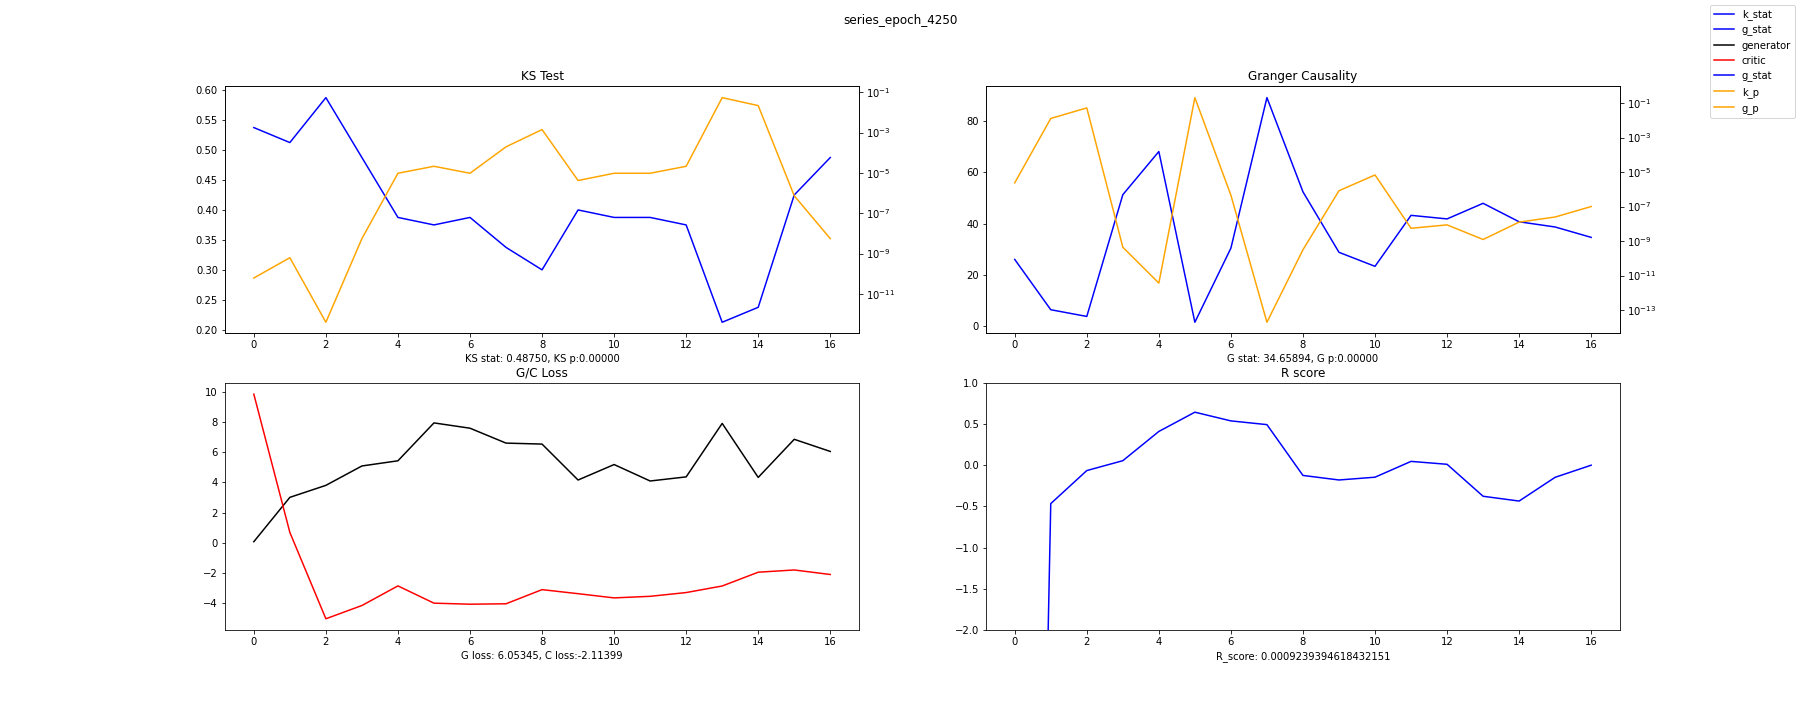 series_epoch_4250
k_stat
g_stat
generator
critic
g_stat
k_p
g_p
KS Test
0.60
0.55
0.50
0.45
0.40
0.35
0.30
0.25
0.20
10⁻¹
10⁻³
10⁻⁵
10⁻⁷
10⁻⁹
10⁻¹¹
0 2 4 6 8 10 12 14 16
KS stat: 0.48750, KS p:0.00000
Granger Causality
80
60
40
20
0
10⁻¹
10⁻³
10⁻⁵
10⁻⁷
10⁻⁹
10⁻¹¹
10⁻¹³
0 2 4 6 8 10 12 14 16
G stat: 34.65894, G p:0.00000
G/C Loss
10
8
6
4
2
0
−2
−4
0 2 4 6 8 10 12 14 16
G loss: 6.05345, C loss:-2.11399
R score
1.0
0.5
0.0
−0.5
−1.0
−1.5
−2.0
0 2 4 6 8 10 12 14 16
R_score: 0.0009239394618432151